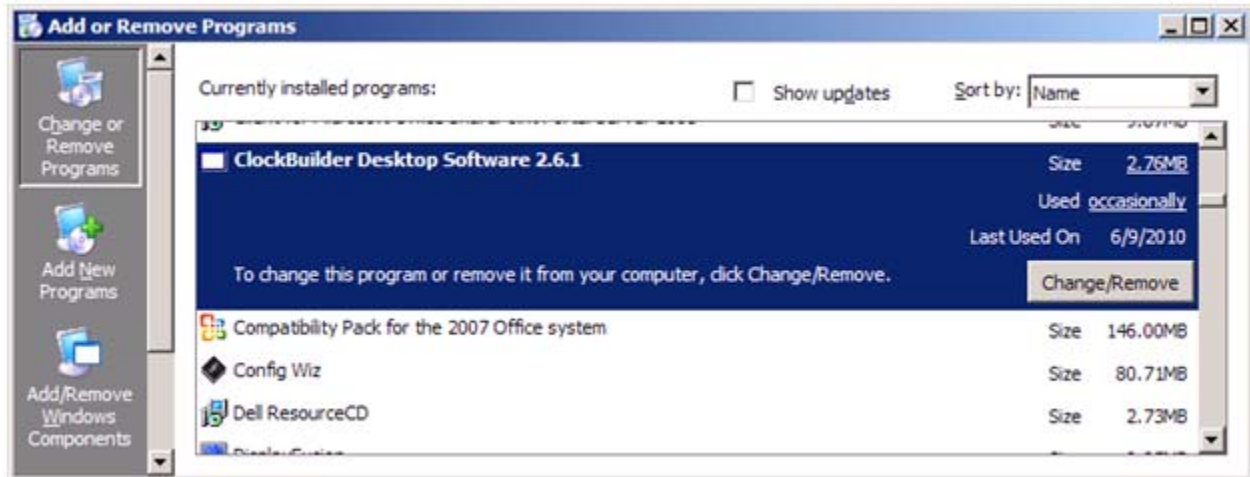 Add or Remove Programs
Change or
Remove
Programs
Add New
Programs
Add/Remove
Windows
Components
Currently installed programs:
Show updates
Sort by: Name
Size
ClockBuilder Desktop Software 2.6.1 Size 2.76MB
Used occasionally
Last Used On 6/9/2010
To change this program or remove it from your computer, click Change/Remove.
Change/Remove
Compatibility Pack for the 2007 Office system Size 146.00MB
Config Wiz Size 80.71MB
Dell ResourceCD Size 2.73MB